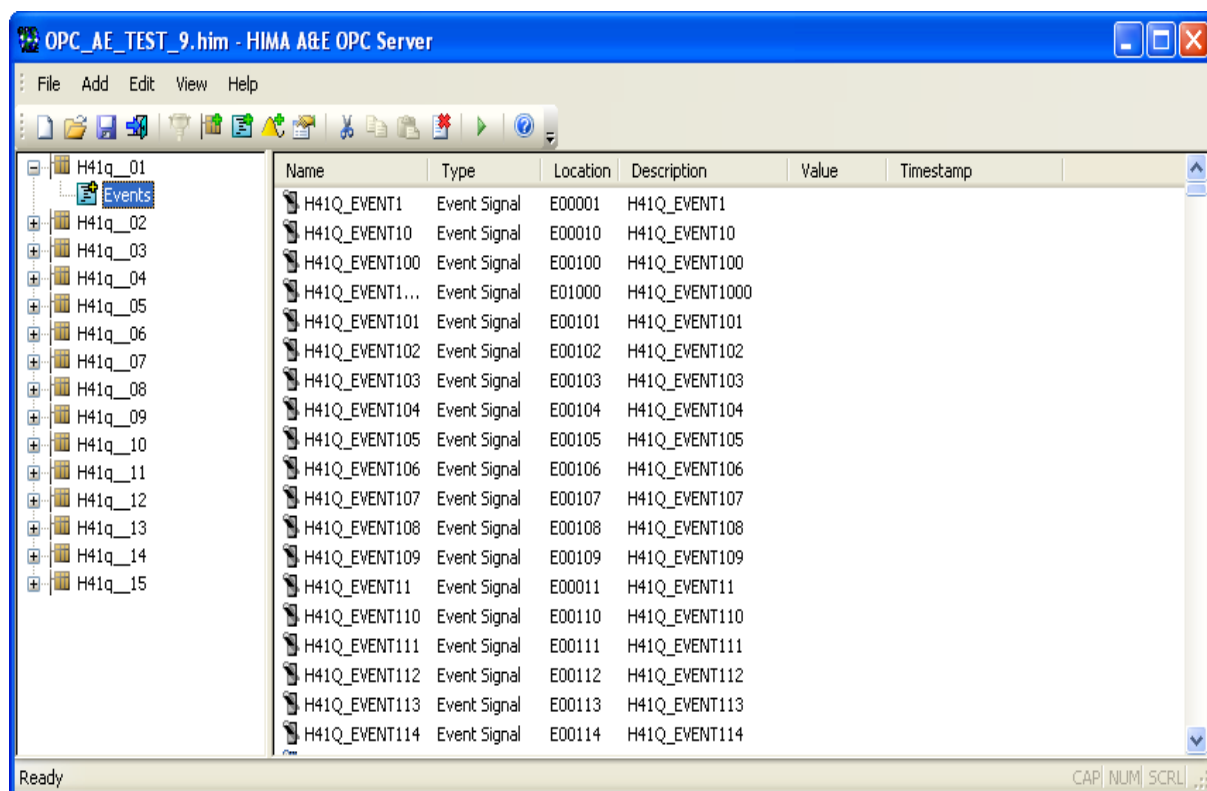 OPC_AE_TEST_9.him - HIMA A&E OPC Server
File Add Edit View Help
H41q__01
Events
H41q__02
H41q__03
H41q__04
H41q__05
H41q__06
H41q__07
H41q__08
H41q__09
H41q__10
H41q__11
H41q__12
H41q__13
H41q__14
H41q__15
Name Type Location Description Value Timestamp
H41Q_EVENT1 Event Signal E00001 H41Q_EVENT1
H41Q_EVENT10 Event Signal E00010 H41Q_EVENT10
H41Q_EVENT100 Event Signal E00100 H41Q_EVENT100
H41Q_EVENT1... Event Signal E01000 H41Q_EVENT1000
H41Q_EVENT101 Event Signal E00101 H41Q_EVENT101
H41Q_EVENT102 Event Signal E00102 H41Q_EVENT102
H41Q_EVENT103 Event Signal E00103 H41Q_EVENT103
H41Q_EVENT104 Event Signal E00104 H41Q_EVENT104
H41Q_EVENT105 Event Signal E00105 H41Q_EVENT105
H41Q_EVENT106 Event Signal E00106 H41Q_EVENT106
H41Q_EVENT107 Event Signal E00107 H41Q_EVENT107
H41Q_EVENT108 Event Signal E00108 H41Q_EVENT108
H41Q_EVENT109 Event Signal E00109 H41Q_EVENT109
H41Q_EVENT11 Event Signal E00011 H41Q_EVENT11
H41Q_EVENT110 Event Signal E00110 H41Q_EVENT110
H41Q_EVENT111 Event Signal E00111 H41Q_EVENT111
H41Q_EVENT112 Event Signal E00112 H41Q_EVENT112
H41Q_EVENT113 Event Signal E00113 H41Q_EVENT113
H41Q_EVENT114 Event Signal E00114 H41Q_EVENT114
Ready CAP NUM SCRL